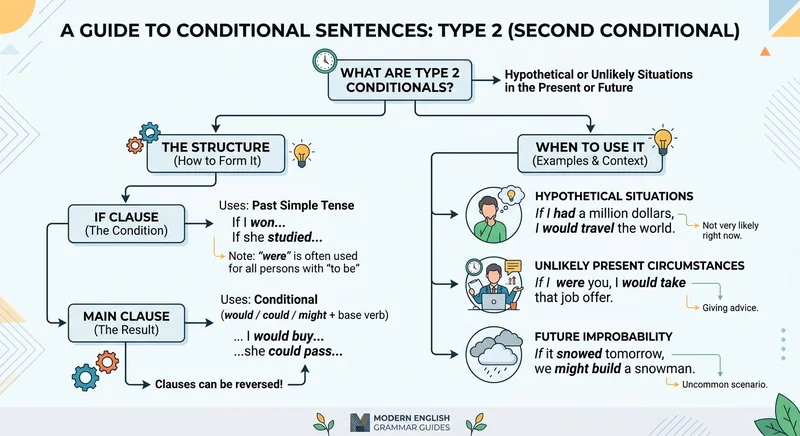 A GUIDE TO CONDITIONAL SENTENCES: TYPE 2 (SECOND CONDITIONAL)
WHAT ARE TYPE 2
CONDITIONALS?
Hypothetical or Unlikely Situations
in the Present or Future
THE STRUCTURE
(How to Form It)
IF CLAUSE
(The Condition)
Uses: Past Simple Tense
If I won...
If she studied...
Note: "were" is often used
for all persons with "to be"
MAIN CLAUSE
(The Result)
Uses: Conditional
(would / could / might + base verb)
... I would buy...
...she could pass...
Clauses can be reversed!
WHEN TO USE IT
(Examples & Context)
HYPOTHETICAL SITUATIONS
If I had a million dollars,
I would travel the world.
Not very likely
right now.
UNLIKELY PRESENT CIRCUMSTANCES
If I were you, I would take
that job offer.
Giving advice.
FUTURE IMPROBABILITY
If it snowed tomorrow,
we might build a snowman.
Uncommon scenario.
MODERN ENGLISH
GRAMMAR GUIDES